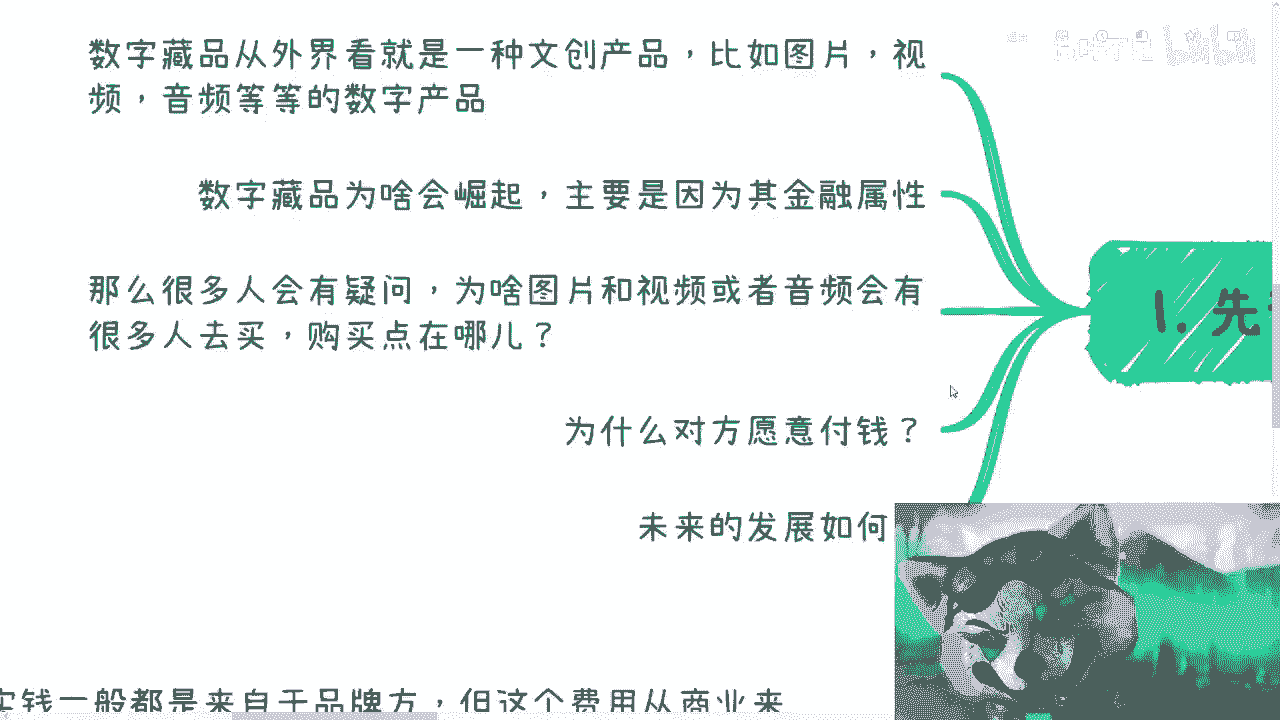 数字藏品从外界看就是一种文创产品，比如图片，视
频，音频等等的数字产品
数字藏品为啥会崛起，主要是因为其金融属性
那么很多人会有疑问，为啥图片和视频或者音频会有
很多人去买，购买点在哪儿？
1. 先
为什么对方愿意付钱？
未来的发展如何
实钱一般都是来自于品牌方，但这个费用从商业来